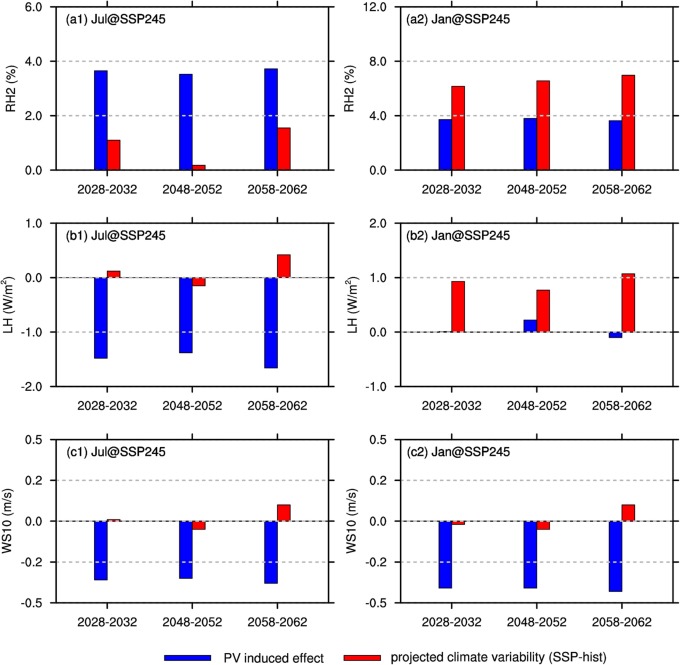 (a1) Jul@SSP245
RH2 (%)
6.0
4.0
2.0
0.0
2028-2032 2048-2052 2058-2062
(a2) Jan@SSP245
RH2 (%)
12.0
8.0
4.0
0.0
2028-2032 2048-2052 2058-2062
(b1) Jul@SSP245
LH (W/m²)
1.0
0.0
-1.0
-2.0
2028-2032 2048-2052 2058-2062
(b2) Jan@SSP245
LH (W/m²)
2.0
1.0
0.0
-1.0
2028-2032 2048-2052 2058-2062
(c1) Jul@SSP245
WS10 (m/s)
0.5
0.2
0.0
-0.2
-0.5
2028-2032 2048-2052 2058-2062
(c2) Jan@SSP245
WS10 (m/s)
0.5
0.2
0.0
-0.2
-0.5
2028-2032 2048-2052 2058-2062
PV induced effect projected climate variability (SSP-hist)